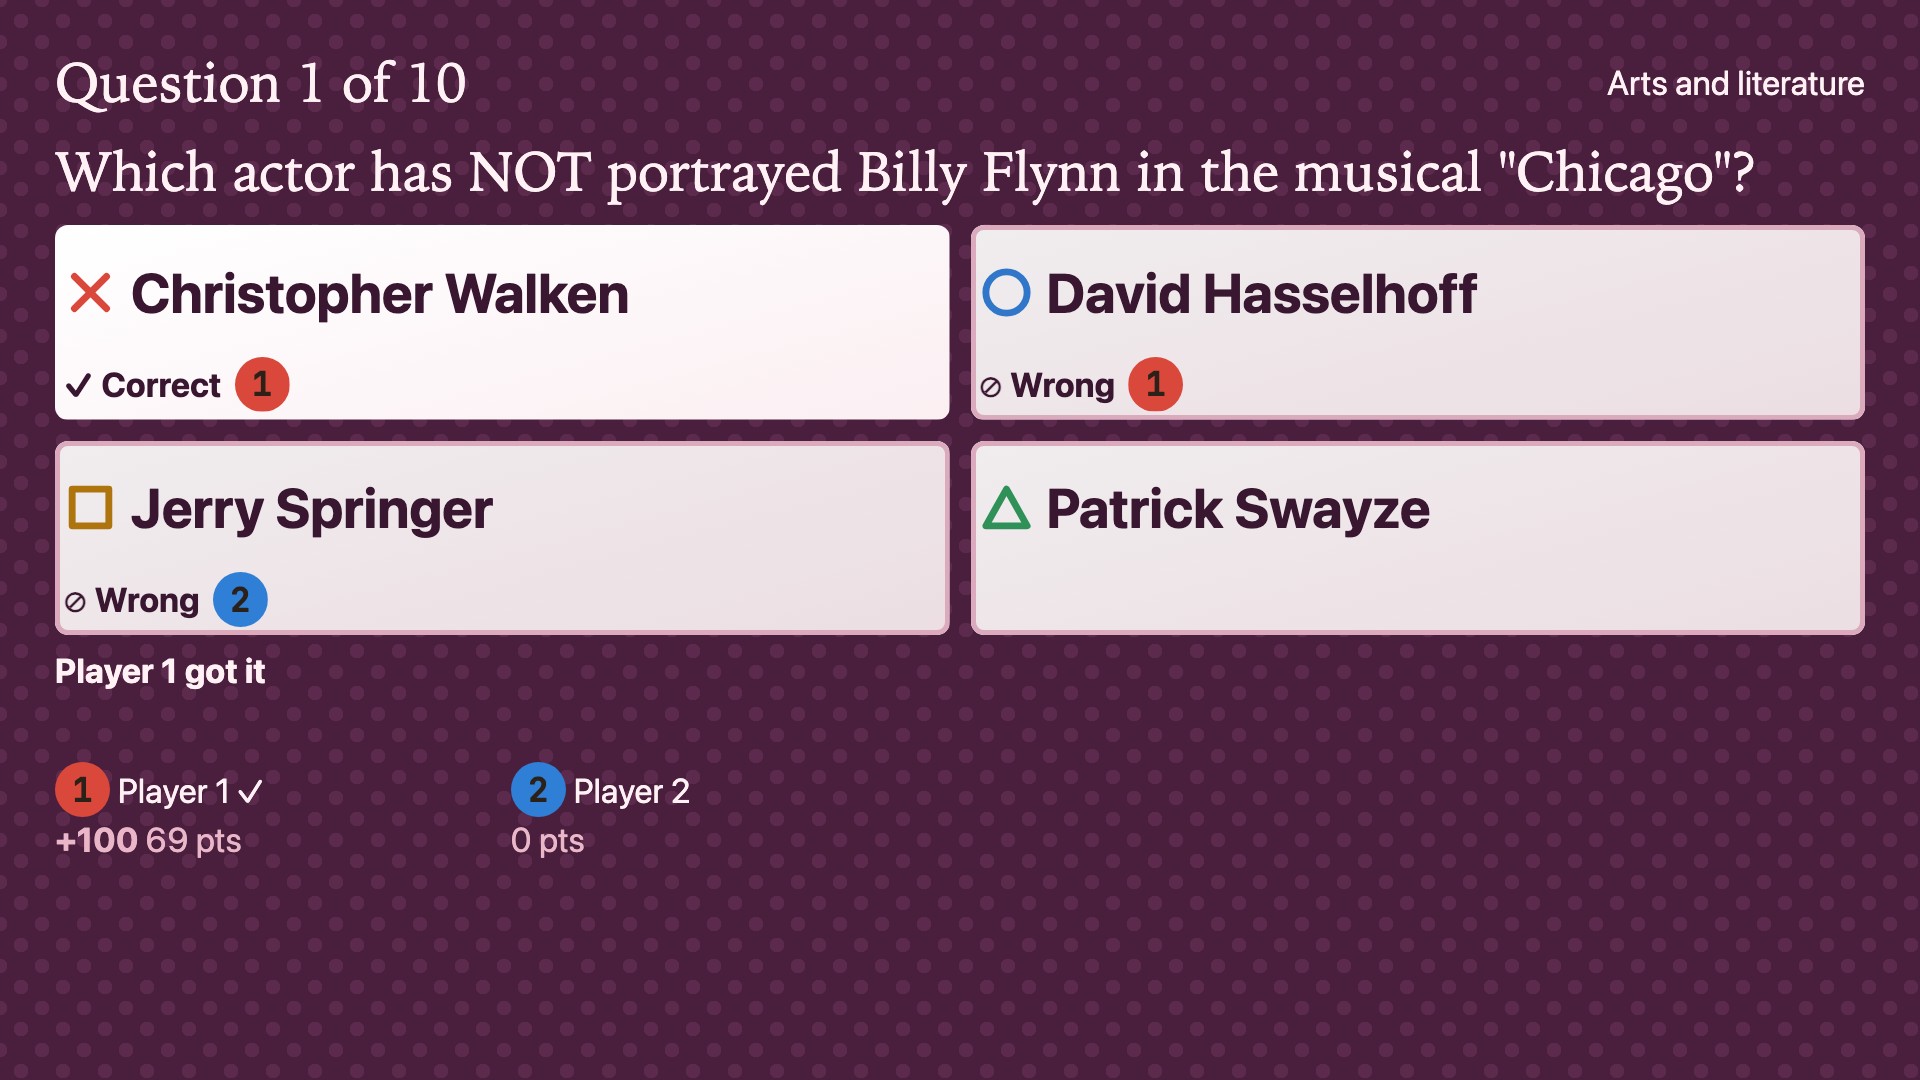 Question 1 of 10
Arts and literature
Which actor has NOT portrayed Billy Flynn in the musical "Chicago"?
Christopher Walken
✓ Correct 1
David Hasselhoff
⊘ Wrong 1
Jerry Springer
⊘ Wrong 2
Patrick Swayze
Player 1 got it
1 Player 1 ✓
+100 69 pts
2 Player 2
0 pts